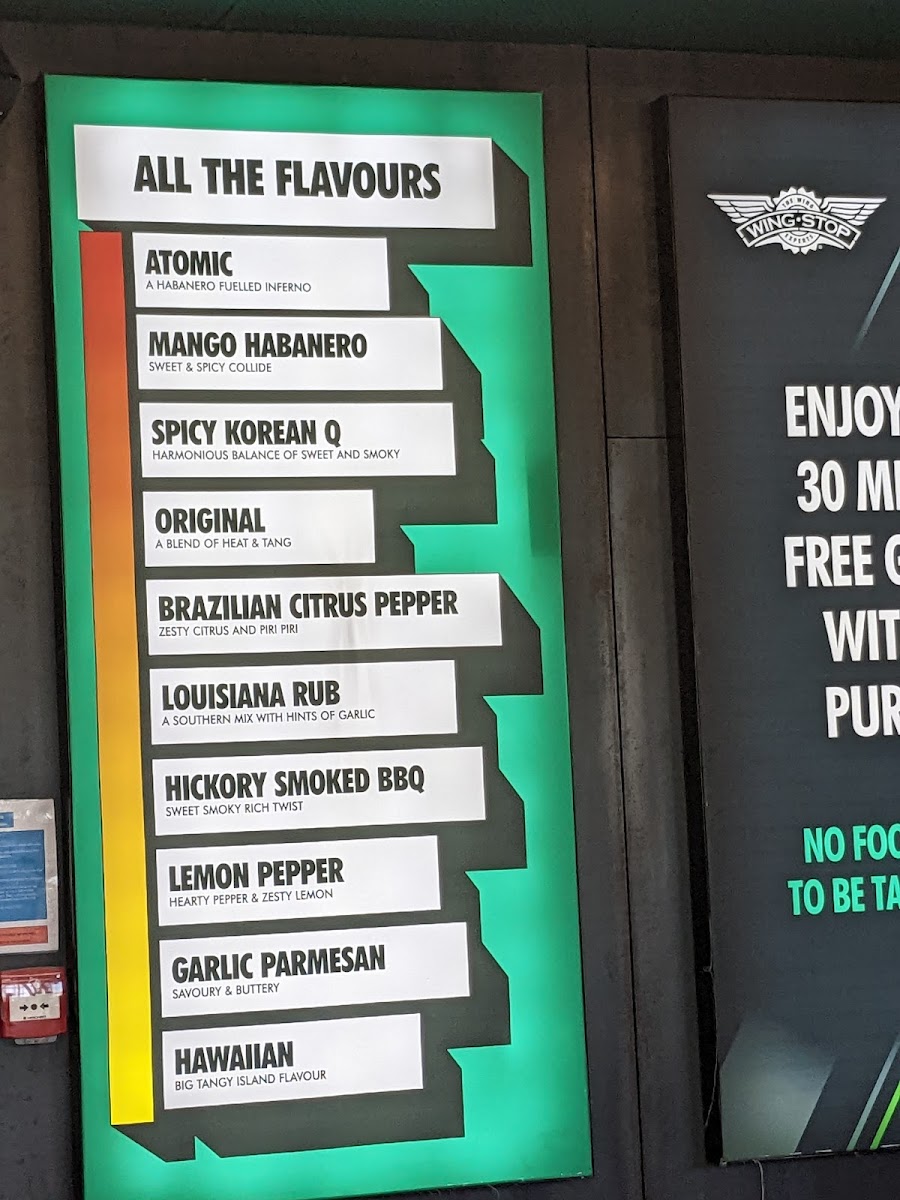 ALL THE FLAVOURS
ATOMIC
A HABANERO FUELLED INFERNO
MANGO HABANERO
SWEET & SPICY COLLIDE
SPICY KOREAN Q
HARMONIOUS BALANCE OF SWEET AND SMOKY
ORIGINAL
A BLEND OF HEAT & TANG
BRAZILIAN CITRUS PEPPER
ZESTY CITRUS AND PIRI PIRI
LOUISIANA RUB
A SOUTHERN MIX WITH HINTS OF GARLIC
HICKORY SMOKED BBQ
SWEET SMOKY RICH TWIST
LEMON PEPPER
HEARTY PEPPER & ZESTY LEMON
GARLIC PARMESAN
SAVOURY & BUTTERY
HAWAIIAN
BIG TANGY ISLAND FLAVOUR
THE WING
WING·STOP
EXPERTS
ENJOY
30 MI
FREE G
WIT
PUR
NO FOO
TO BE TA